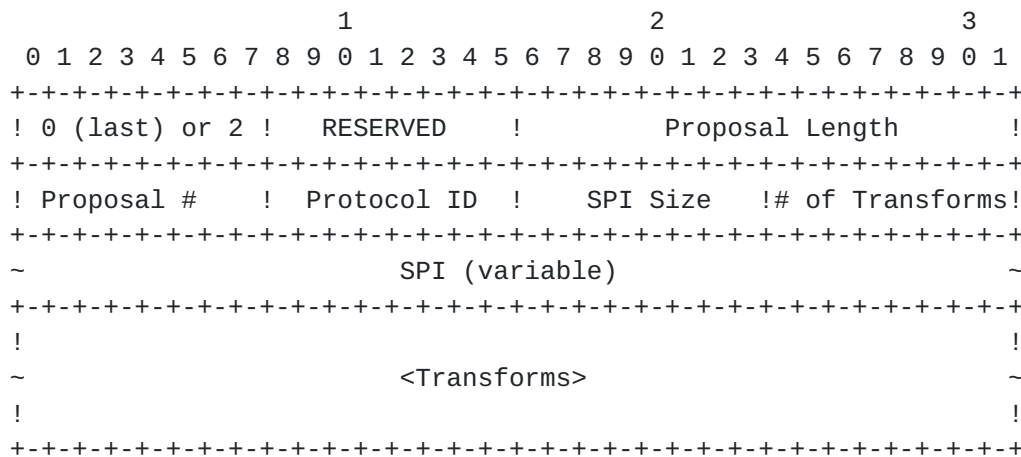 1                   2                   3
 0 1 2 3 4 5 6 7 8 9 0 1 2 3 4 5 6 7 8 9 0 1 2 3 4 5 6 7 8 9 0 1
+-+-+-+-+-+-+-+-+-+-+-+-+-+-+-+-+-+-+-+-+-+-+-+-+-+-+-+-+-+-+-+-+
! 0 (last) or 2 !   RESERVED    !         Proposal Length       !
+-+-+-+-+-+-+-+-+-+-+-+-+-+-+-+-+-+-+-+-+-+-+-+-+-+-+-+-+-+-+-+-+
! Proposal #    !  Protocol ID  !    SPI Size   !# of Transforms!
+-+-+-+-+-+-+-+-+-+-+-+-+-+-+-+-+-+-+-+-+-+-+-+-+-+-+-+-+-+-+-+-+
~                        SPI (variable)                         ~
+-+-+-+-+-+-+-+-+-+-+-+-+-+-+-+-+-+-+-+-+-+-+-+-+-+-+-+-+-+-+-+-+
!                                                               !
~                        <Transforms>                           ~
!                                                               !
+-+-+-+-+-+-+-+-+-+-+-+-+-+-+-+-+-+-+-+-+-+-+-+-+-+-+-+-+-+-+-+-+